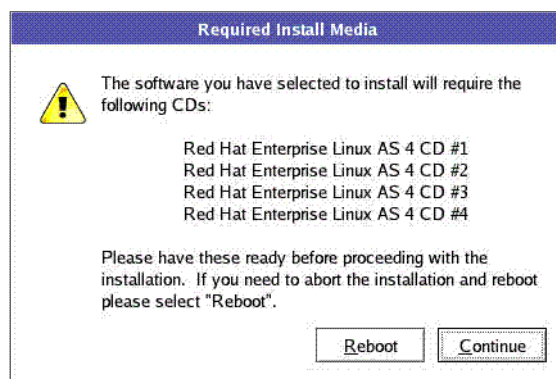 Required Install Media
The software you have selected to install will require the
following CDs:
Red Hat Enterprise Linux AS 4 CD #1
Red Hat Enterprise Linux AS 4 CD #2
Red Hat Enterprise Linux AS 4 CD #3
Red Hat Enterprise Linux AS 4 CD #4
Please have these ready before proceeding with the
installation.  If you need to abort the installation and reboot
please select "Reboot".
Reboot
Continue